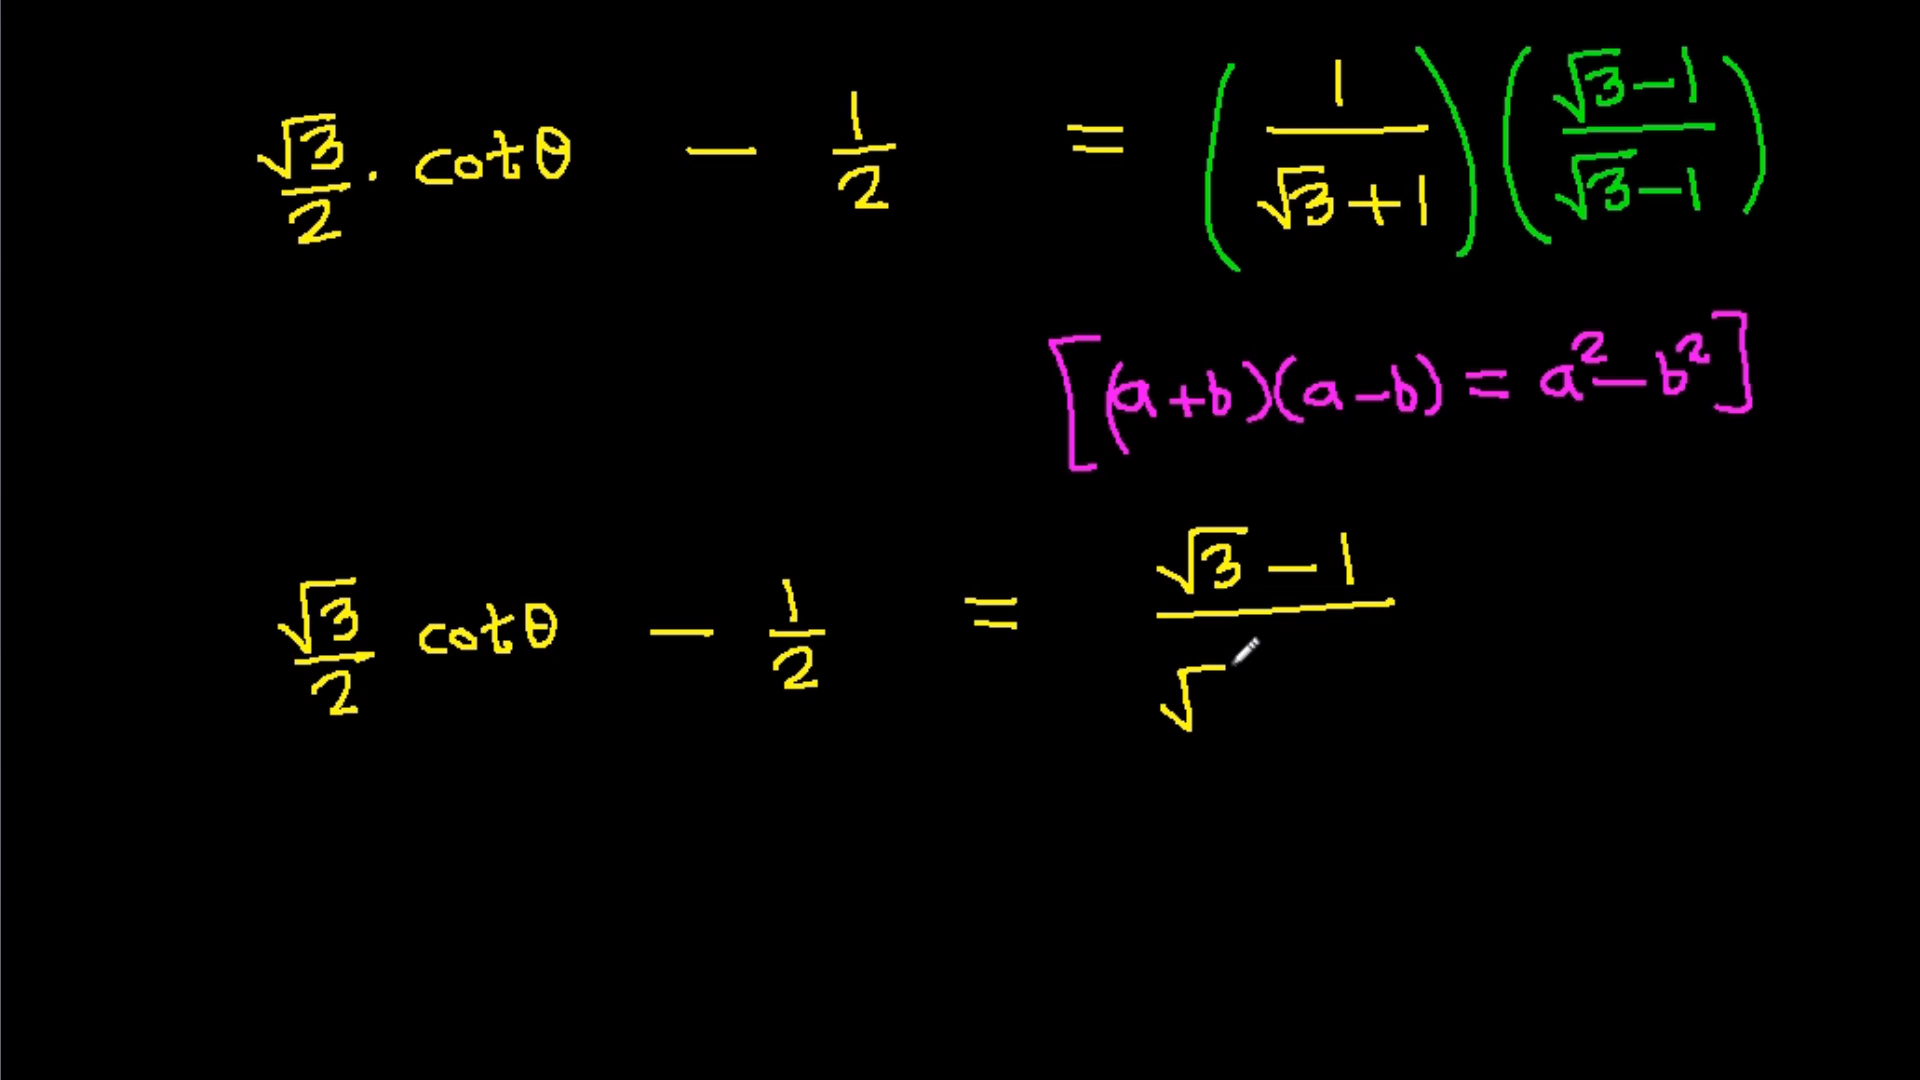 √3/2 · cotθ − 1/2 = (1/(√3+1)) ((√3−1)/(√3−1))
[(a+b)(a−b) = a²−b²]
√3/2 cotθ − 1/2 = (√3−1)/√